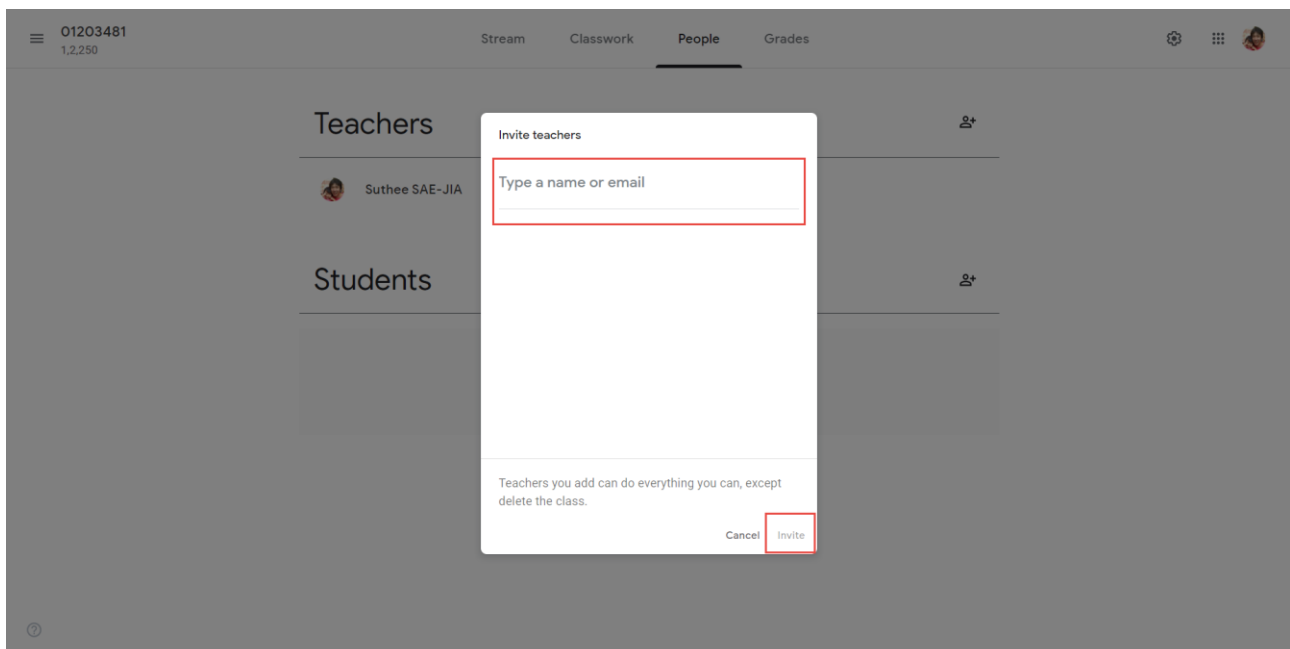 01203481
1,2,250
Stream
Classwork
People
Grades
Teachers
Suthee SAE-JIA
Students
Invite teachers
Type a name or email
Teachers you add can do everything you can, except
delete the class.
Cancel
Invite